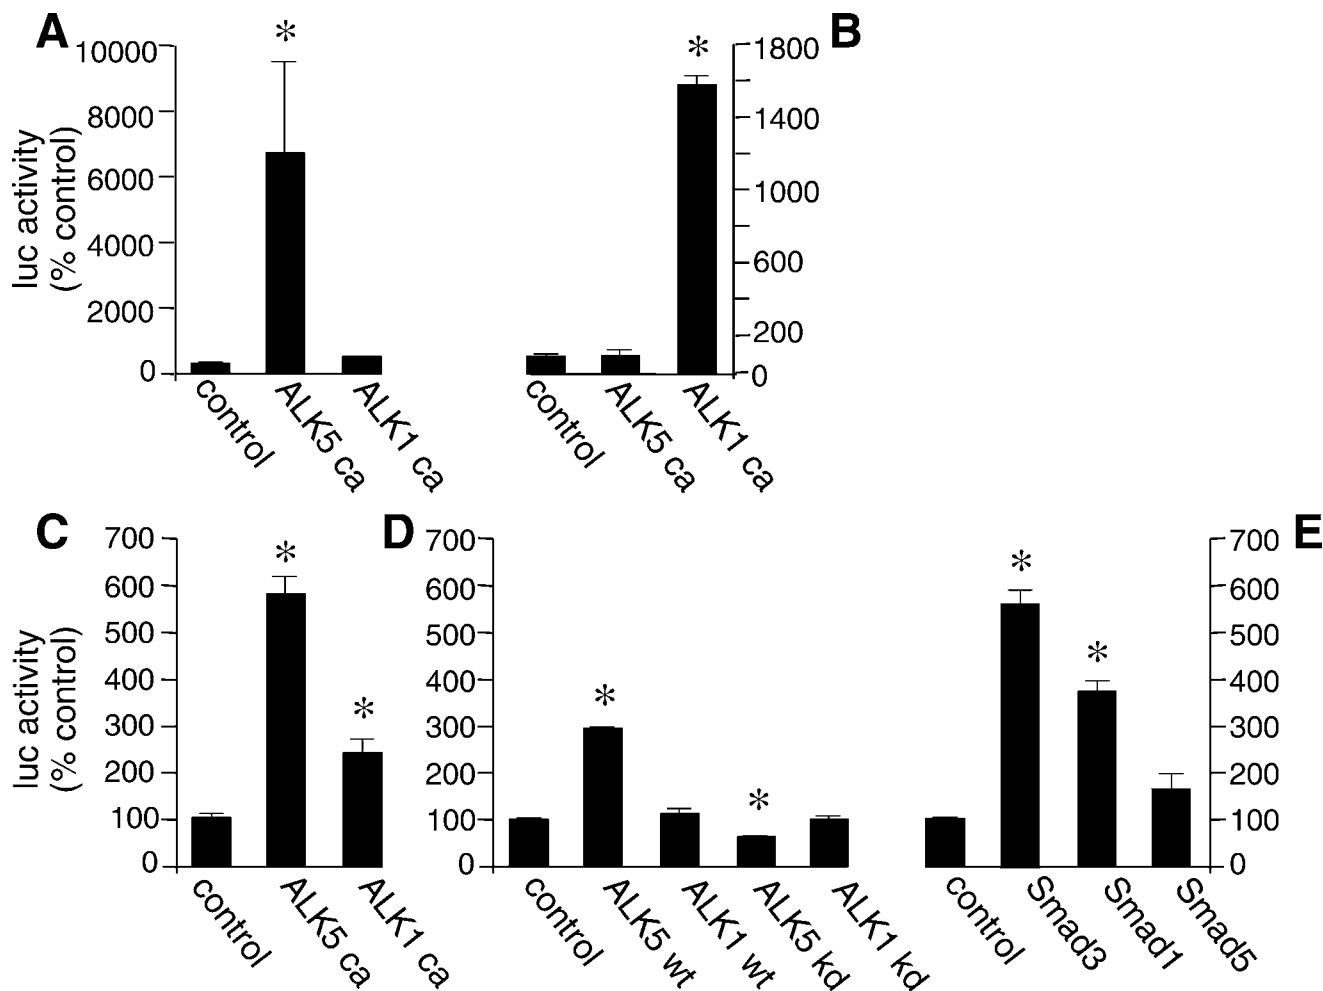 A
B
luc activity
(% control)
10000
8000
6000
4000
2000
0
*
control
ALK5 ca
ALK1 ca
1800
1400
1000
600
200
0
*
control
ALK5 ca
ALK1 ca
C
luc activity
(% control)
700
600
500
400
300
200
100
0
*
*
control
ALK5 ca
ALK1 ca
D
700
600
500
400
300
200
100
0
*
*
control
ALK5 wt
ALK1 wt
ALK5 kd
ALK1 kd
E
700
600
500
400
300
200
100
0
*
*
control
Smad3
Smad1
Smad5